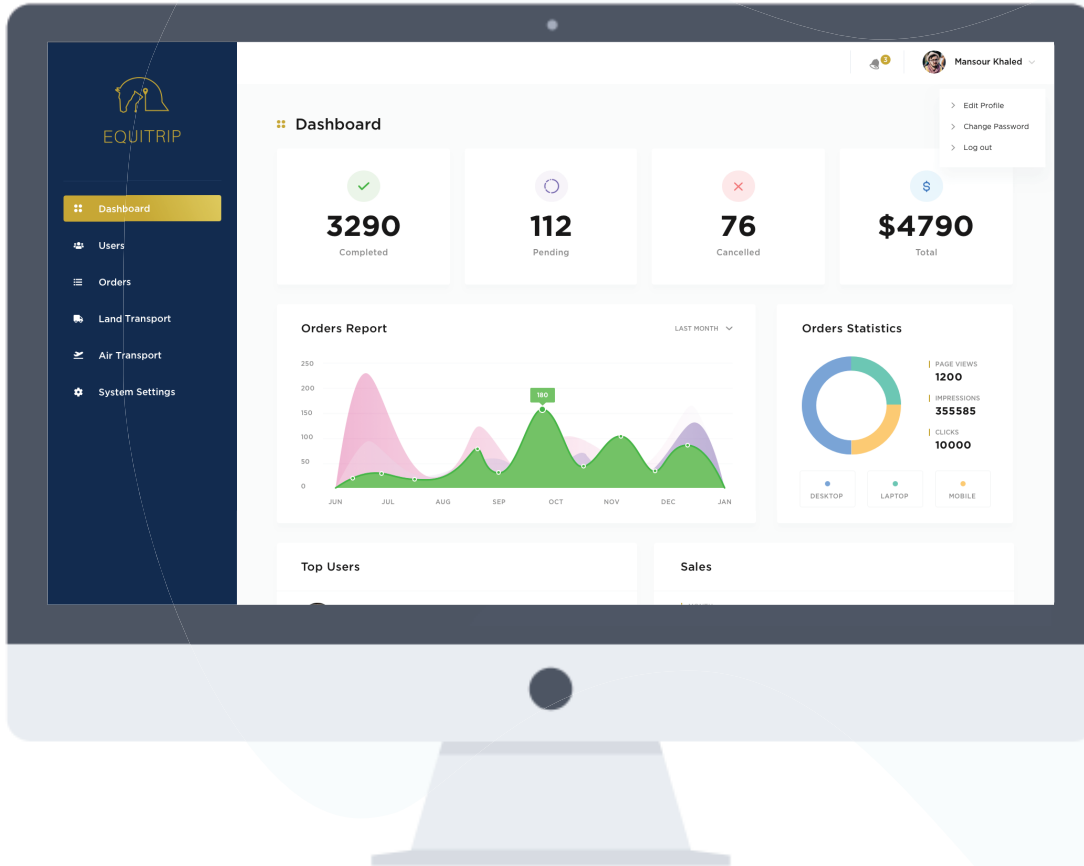 3
Mansour Khaled
Edit Profile
Change Password
Log out
EQUITRIP
Dashboard
Users
Orders
Land Transport
Air Transport
System Settings
Dashboard
3290
Completed
112
Pending
76
Cancelled
$4790
Total
Orders Report
LAST MONTH
250
200
150
100
50
0
180
JUN JUL AUG SEP OCT NOV DEC JAN
Orders Statistics
PAGE VIEWS
1200
IMPRESSIONS
355585
CLICKS
10000
DESKTOP
LAPTOP
MOBILE
Top Users
Sales